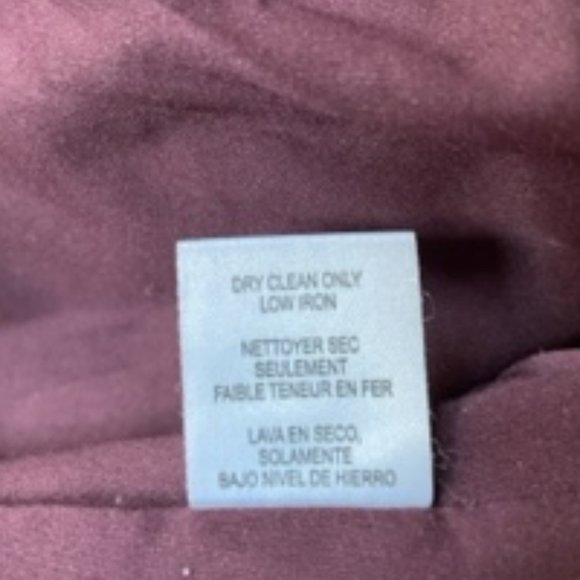 DRY CLEAN ONLY
LOW IRON
NETTOYER SEC
SEULEMENT
FAIBLE TENEUR EN FER
LAVA EN SECO,
SOLAMENTE
BAJO NIVEL DE HIERRO